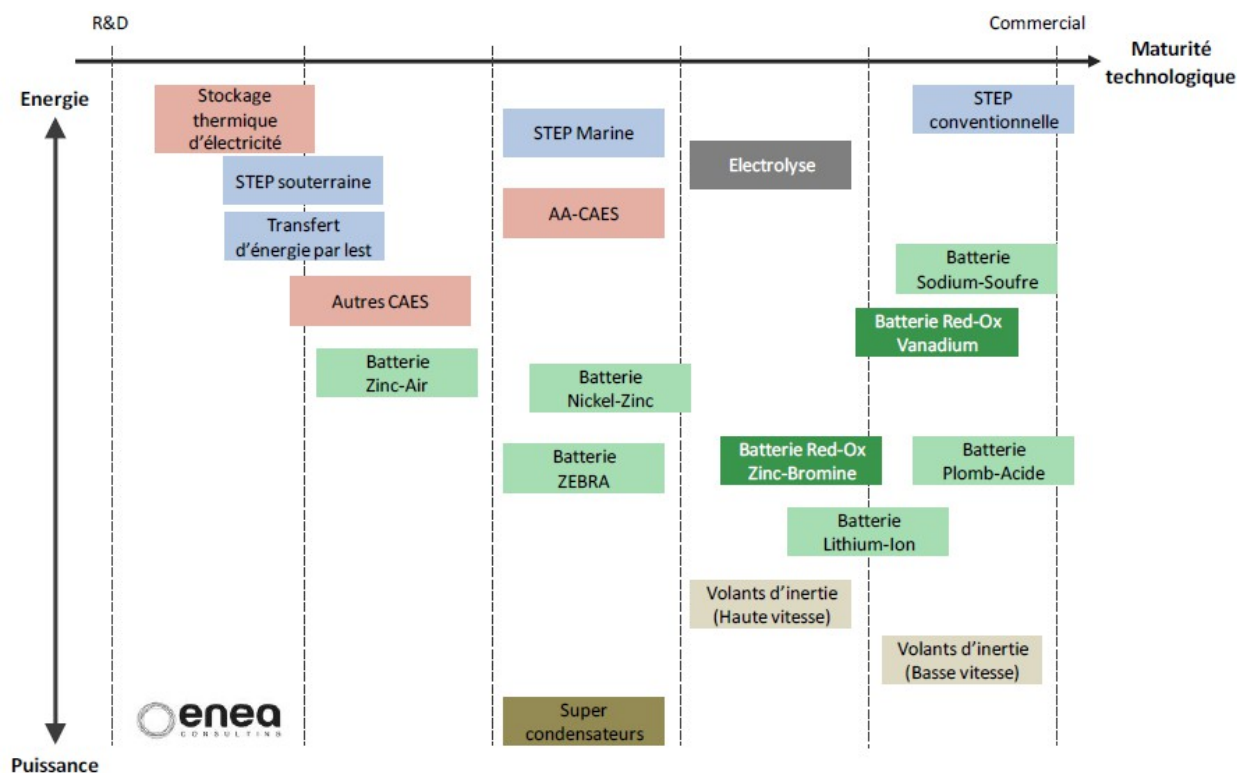 R&D
Commercial
Maturité
technologique
Energie
Stockage
thermique
d'électricité
STEP
conventionnelle
STEP Marine
Electrolyse
STEP souterraine
AA-CAES
Transfert
d'énergie par lest
Batterie
Sodium-Soufre
Autres CAES
Batterie Red-Ox
Vanadium
Batterie
Zinc-Air
Batterie
Nickel-Zinc
Batterie
ZEBRA
Batterie Red-Ox
Zinc-Bromine
Batterie
Plomb-Acide
Batterie
Lithium-Ion
Volants d'inertie
(Haute vitesse)
Volants d'inertie
(Basse vitesse)
enea
CONSULTING
Super
condensateurs
Puissance